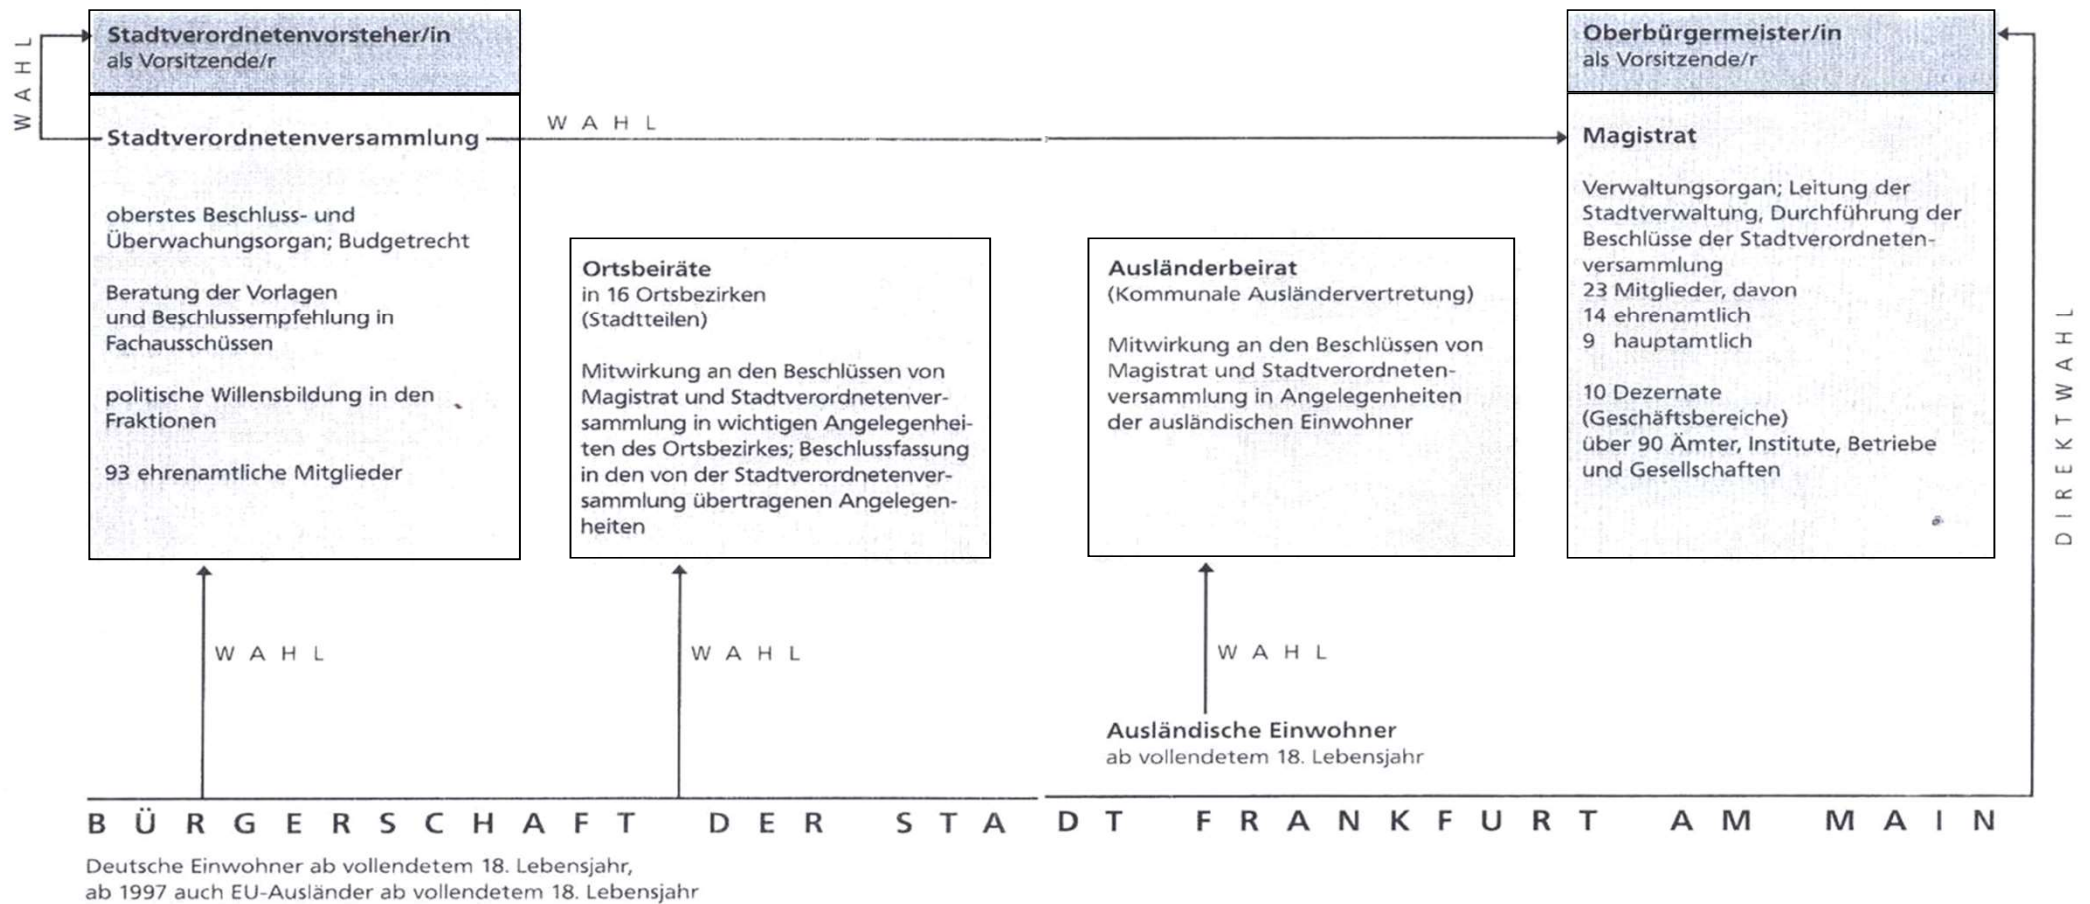 WAHL
Stadtverordnetenvorsteher/in
als Vorsitzende/r
Stadtverordnetenversammlung
oberstes Beschluss- und
Überwachungsorgan; Budgetrecht
Beratung der Vorlagen
und Beschlussempfehlung in
Fachausschüssen
politische Willensbildung in den
Fraktionen
93 ehrenamtliche Mitglieder
WAHL
Ortsbeiräte
in 16 Ortsbezirken
(Stadtteilen)
Mitwirkung an den Beschlüssen von
Magistrat und Stadtverordnetenver-
sammlung in wichtigen Angelegenhei-
ten des Ortsbezirkes; Beschlussfassung
in den von der Stadtverordnetenver-
sammlung übertragenen Angelegen-
heiten
Ausländerbeirat
(Kommunale Ausländervertretung)
Mitwirkung an den Beschlüssen von
Magistrat und Stadtverordneten-
versammlung in Angelegenheiten
der ausländischen Einwohner
Oberbürgermeister/in
als Vorsitzende/r
Magistrat
Verwaltungsorgan; Leitung der
Stadtverwaltung, Durchführung der
Beschlüsse der Stadtverordneten-
versammlung
23 Mitglieder, davon
14 ehrenamtlich
9 hauptamtlich
10 Dezernate
(Geschäftsbereiche)
über 90 Ämter, Institute, Betriebe
und Gesellschaften
DIREKTWAHL
WAHL
WAHL
WAHL
Ausländische Einwohner
ab vollendetem 18. Lebensjahr
BÜRGERSCHAFT DER STADT FRANKFURT AM MAIN
Deutsche Einwohner ab vollendetem 18. Lebensjahr,
ab 1997 auch EU-Ausländer ab vollendetem 18. Lebensjahr